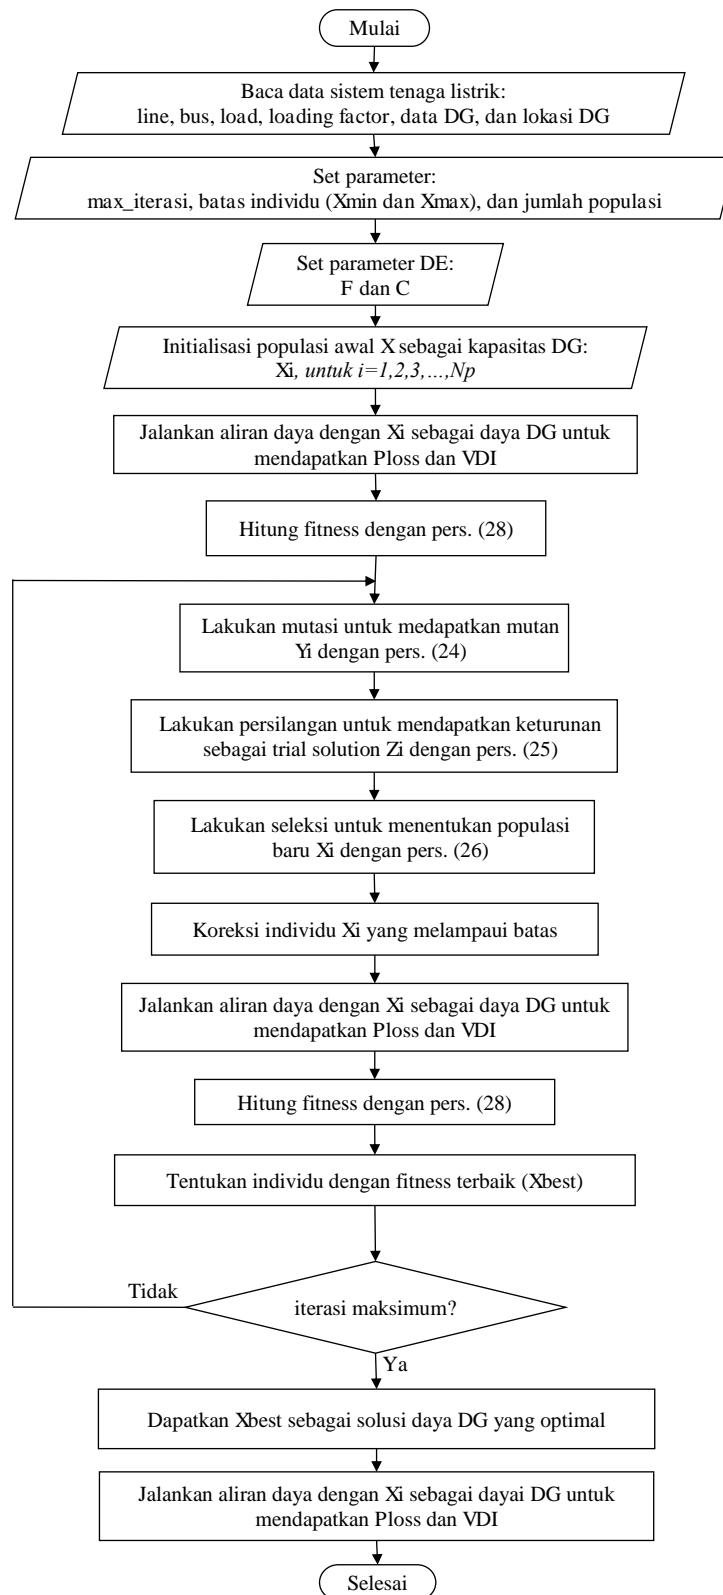 Mulai
Baca data sistem tenaga listrik:
line, bus, load, loading factor, data DG, dan lokasi DG
Set parameter:
max_iterasi, batas individu (Xmin dan Xmax), dan jumlah populasi
Set parameter DE:
F dan C
Initialisasi populasi awal X sebagai kapasitas DG:
Xi, untuk i=1,2,3,…,Np
Jalankan aliran daya dengan Xi sebagai daya DG untuk
mendapatkan Ploss dan VDI
Hitung fitness dengan pers. (28)
Lakukan mutasi untuk medapatkan mutan
Yi dengan pers. (24)
Lakukan persilangan untuk mendapatkan keturunan
sebagai trial solution Zi dengan pers. (25)
Lakukan seleksi untuk menentukan populasi
baru Xi dengan pers. (26)
Koreksi individu Xi yang melampaui batas
Jalankan aliran daya dengan Xi sebagai daya DG untuk
mendapatkan Ploss dan VDI
Hitung fitness dengan pers. (28)
Tentukan individu dengan fitness terbaik (Xbest)
Tidak
iterasi maksimum?
Ya
Dapatkan Xbest sebagai solusi daya DG yang optimal
Jalankan aliran daya dengan Xi sebagai dayai DG untuk
mendapatkan Ploss dan VDI
Selesai